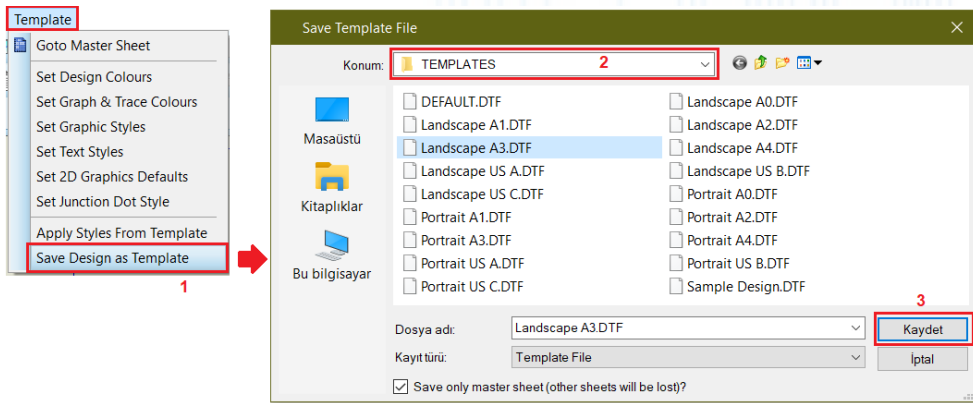 Template
Goto Master Sheet
Set Design Colours
Set Graph & Trace Colours
Set Graphic Styles
Set Text Styles
Set 2D Graphics Defaults
Set Junction Dot Style
Apply Styles From Template
Save Design as Template
1
Save Template File
Konum: TEMPLATES 2
Masaüstü
Kitaplıklar
Bu bilgisayar
DEFAULT.DTF Landscape A0.DTF
Landscape A1.DTF Landscape A2.DTF
Landscape A3.DTF Landscape A4.DTF
Landscape US A.DTF Landscape US B.DTF
Landscape US C.DTF Portrait A0.DTF
Portrait A1.DTF Portrait A2.DTF
Portrait A3.DTF Portrait A4.DTF
Portrait US A.DTF Portrait US B.DTF
Portrait US C.DTF Sample Design.DTF
3
Dosya adı: Landscape A3.DTF Kaydet
Kayıt türü: Template File İptal
Save only master sheet (other sheets will be lost)?